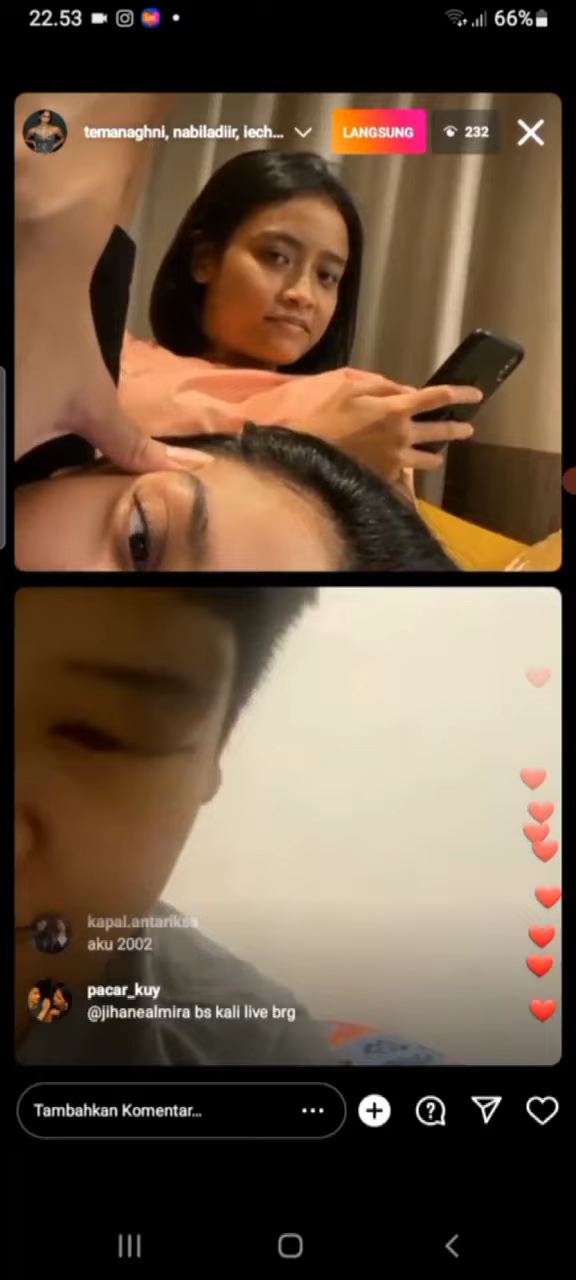 22.53
66%
temanaghni, nabiladiir, iech...
LANGSUNG
232
kapal.antariksa
aku 2002
pacar_kuy
@jihanealmira bs kali live brg
Tambahkan Komentar...